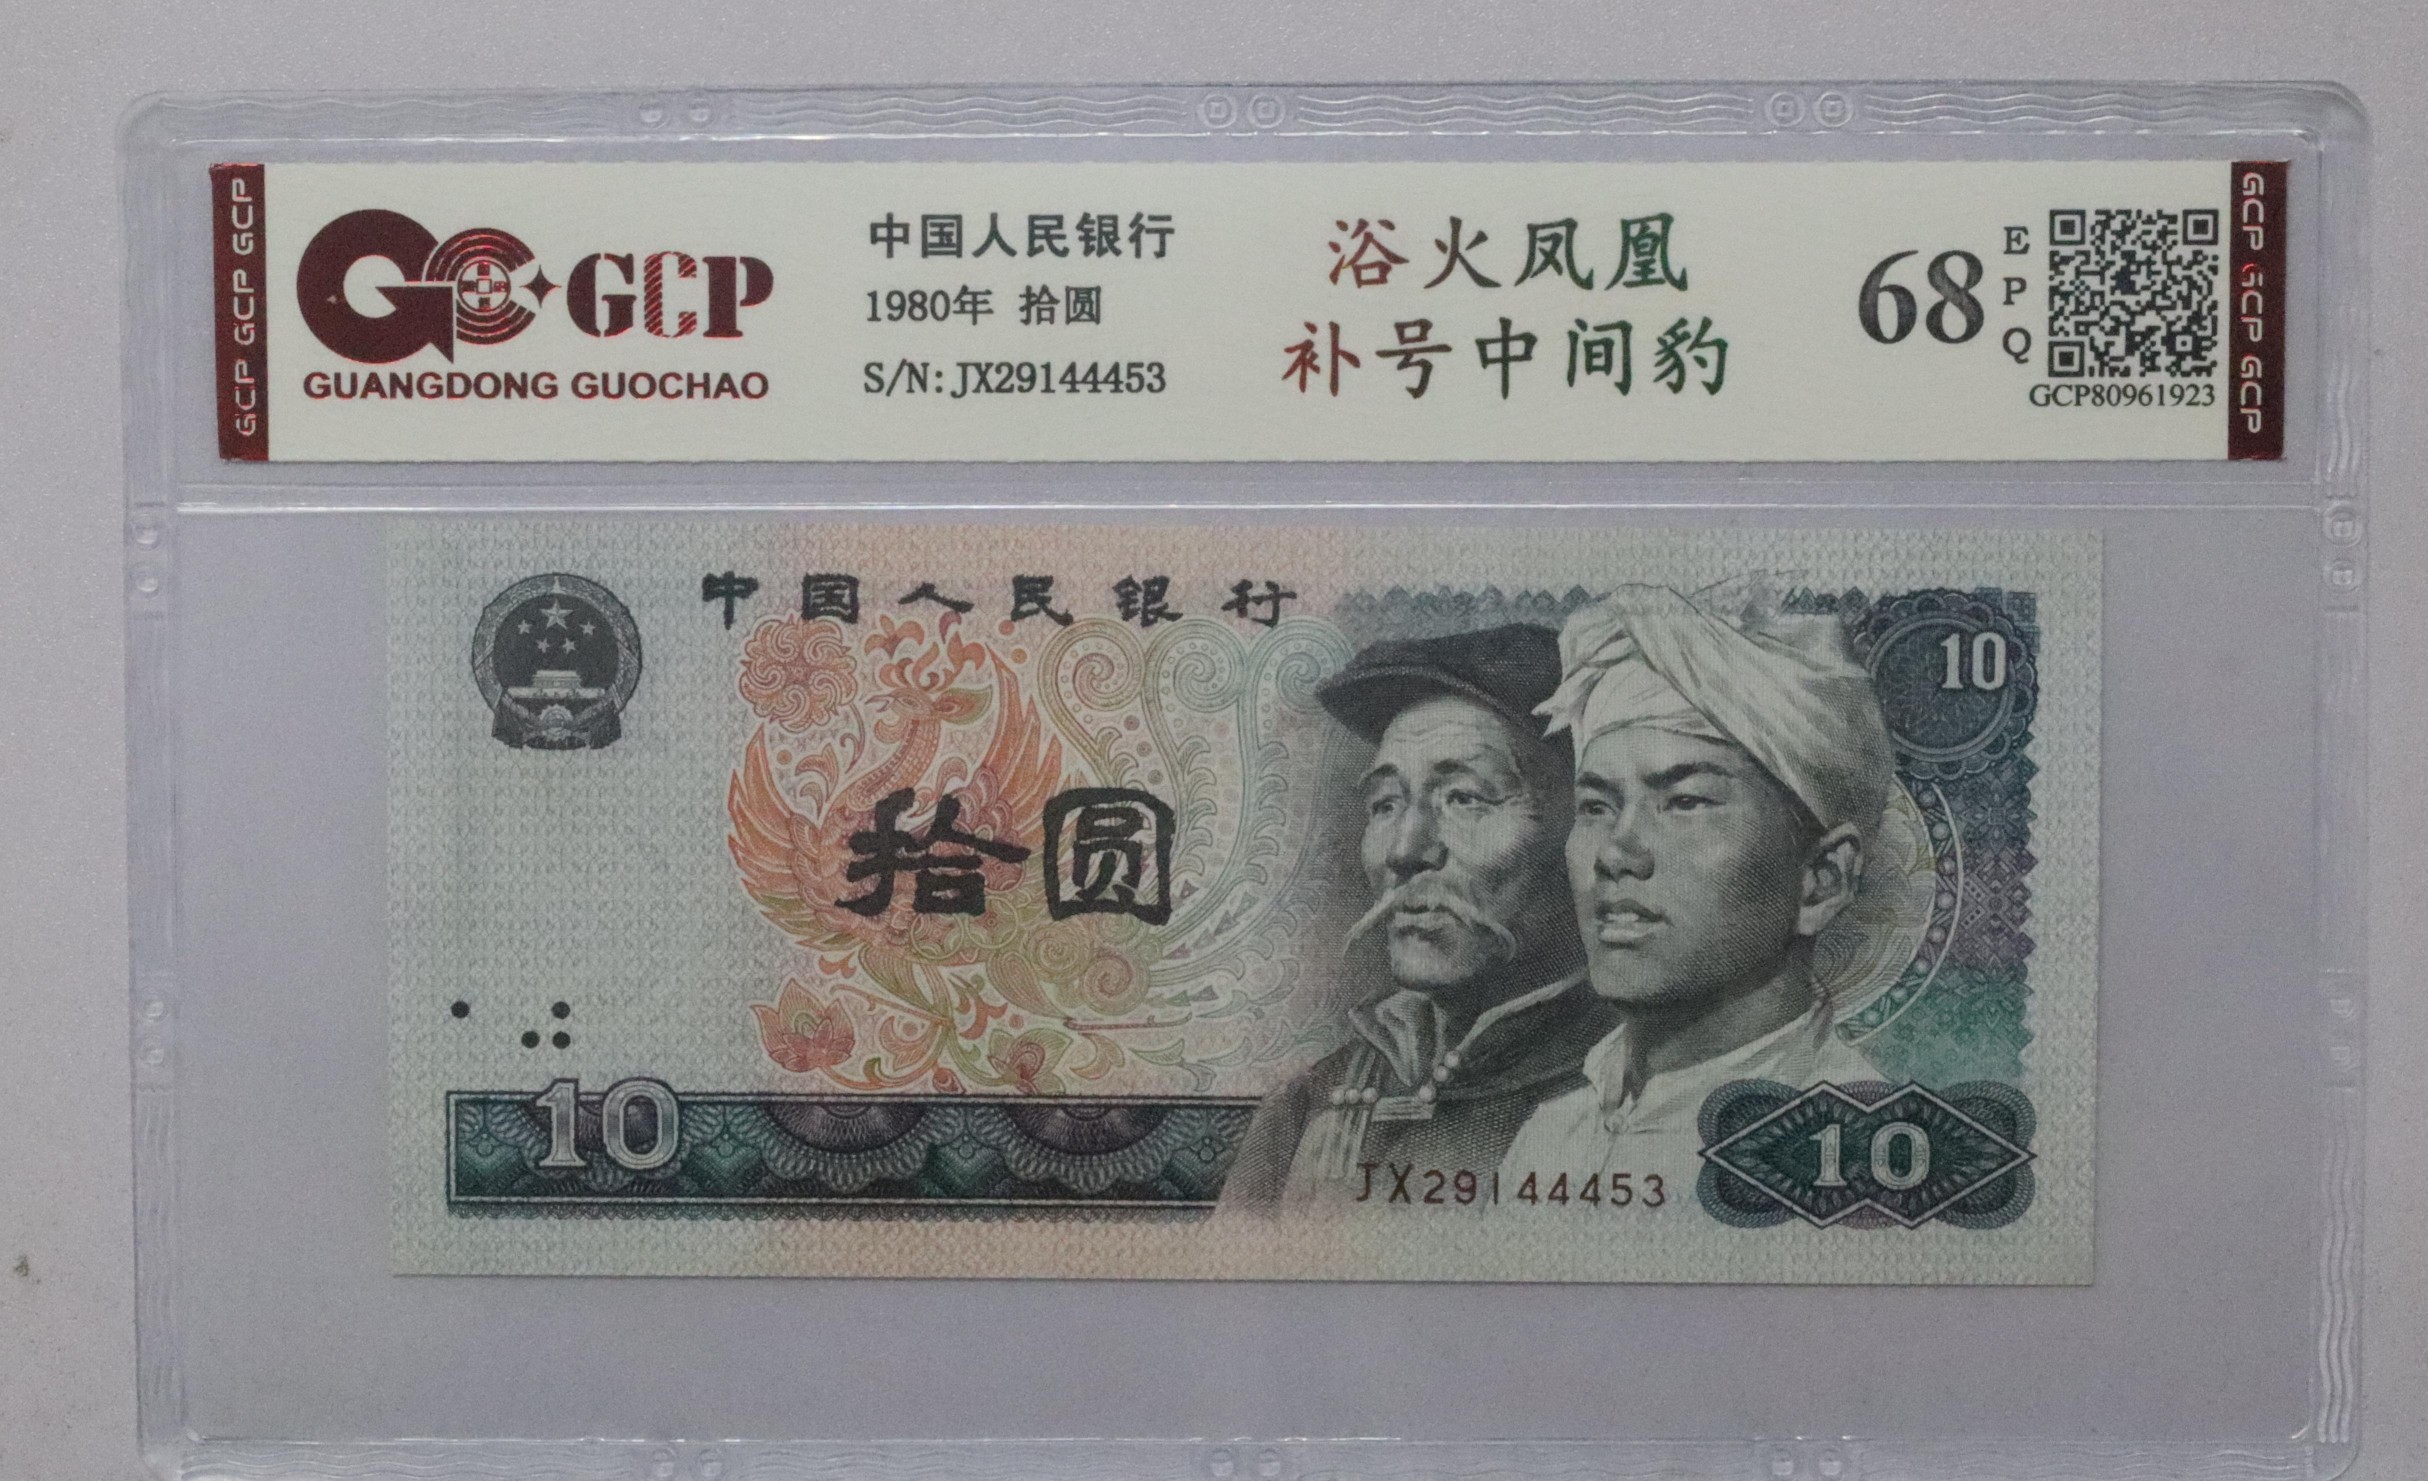 GCP GCP GCP
GC GCP
GUANGDONG GUOCHAO
中国人民银行
1980年 拾圆
S/N: JX29144453
浴火凤凰
补号中间豹
68
E
P
Q
GCP80961923
GCP GCP GCP
中国人民银行
10
拾圆
10
JX29144453
10